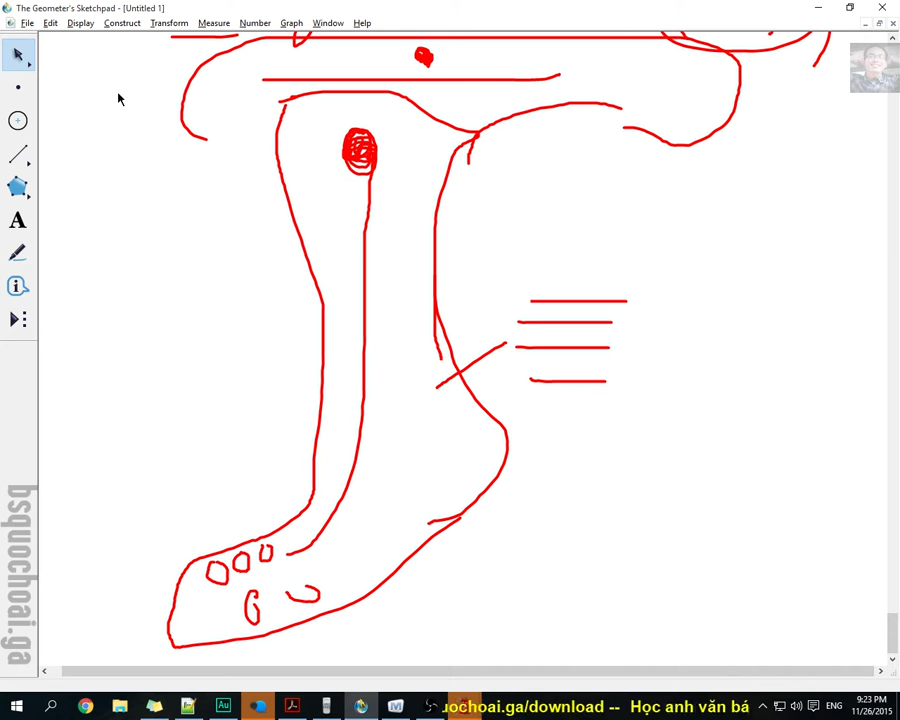 The Geometer's Sketchpad - [Untitled 1]
File Edit Display Construct Transform Measure Number Graph Window Help
A
bsquochoai.ga
ENG
9:23 PM
11/26/2015
uochoai.ga/download -- Học anh văn bá